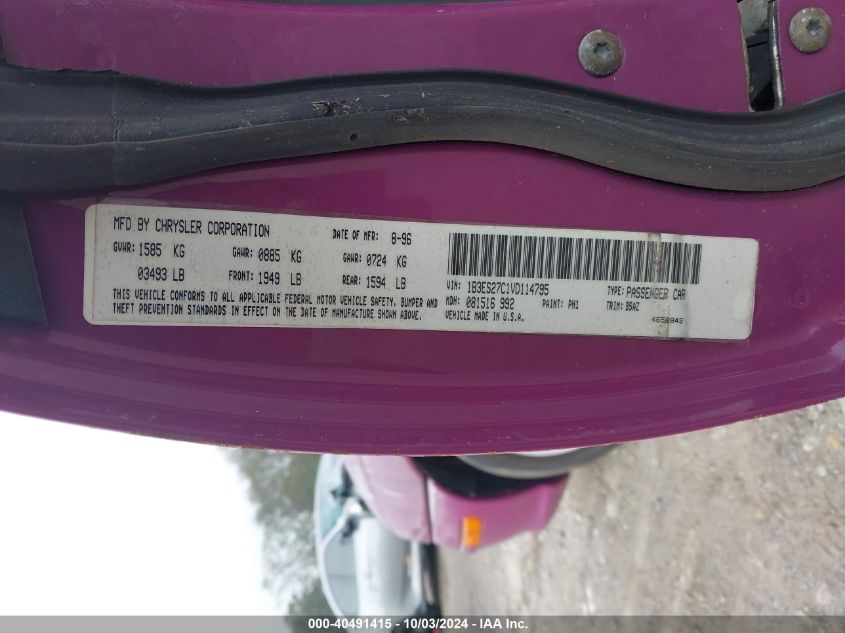 MFD BY CHRYSLER CORPORATION DATE OF MFR: 8-96
GVWR: 1585 KG GAWR: 0885 KG GAWR: 0724 KG
03493 LB FRONT: 1949 LB REAR: 1594 LB
THIS VEHICLE CONFORMS TO ALL APPLICABLE FEDERAL MOTOR VEHICLE SAFETY, BUMPER AND
THEFT PREVENTION STANDARDS IN EFFECT ON THE DATE OF MANUFACTURE SHOWN ABOVE.
VIN: 1B3ES27C1VD114795 TYPE: PASSENGER CAR
MDH: 081516 992 PAINT: PH1 TRIM: B5AZ
VEHICLE MADE IN U.S.A. 4658943
000-40491415 - 10/03/2024 - IAA Inc.